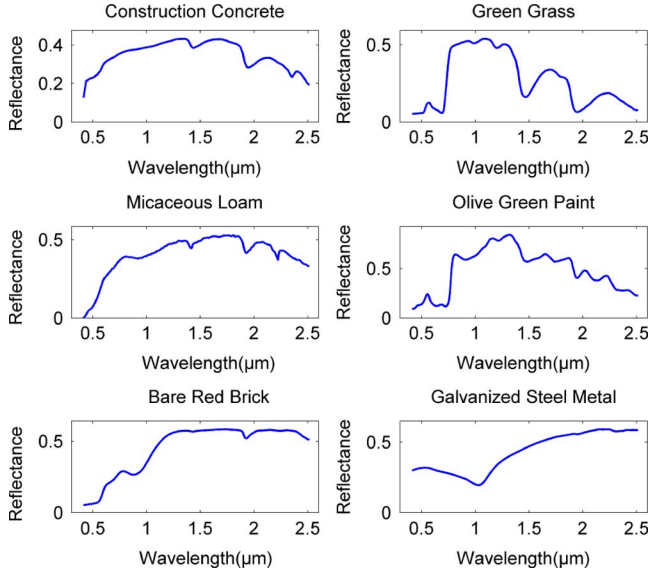 Construction Concrete
Reflectance
0.4
0.2
0
0.5 1 1.5 2 2.5
Wavelength(µm)
Green Grass
Reflectance
0.5
0
0.5 1 1.5 2 2.5
Wavelength(µm)
Micaceous Loam
Reflectance
0.5
0
0.5 1 1.5 2 2.5
Wavelength(µm)
Olive Green Paint
Reflectance
0.5
0
0.5 1 1.5 2 2.5
Wavelength(µm)
Bare Red Brick
Reflectance
0.5
0
0.5 1 1.5 2 2.5
Wavelength(µm)
Galvanized Steel Metal
Reflectance
0.5
0
0.5 1 1.5 2 2.5
Wavelength(µm)